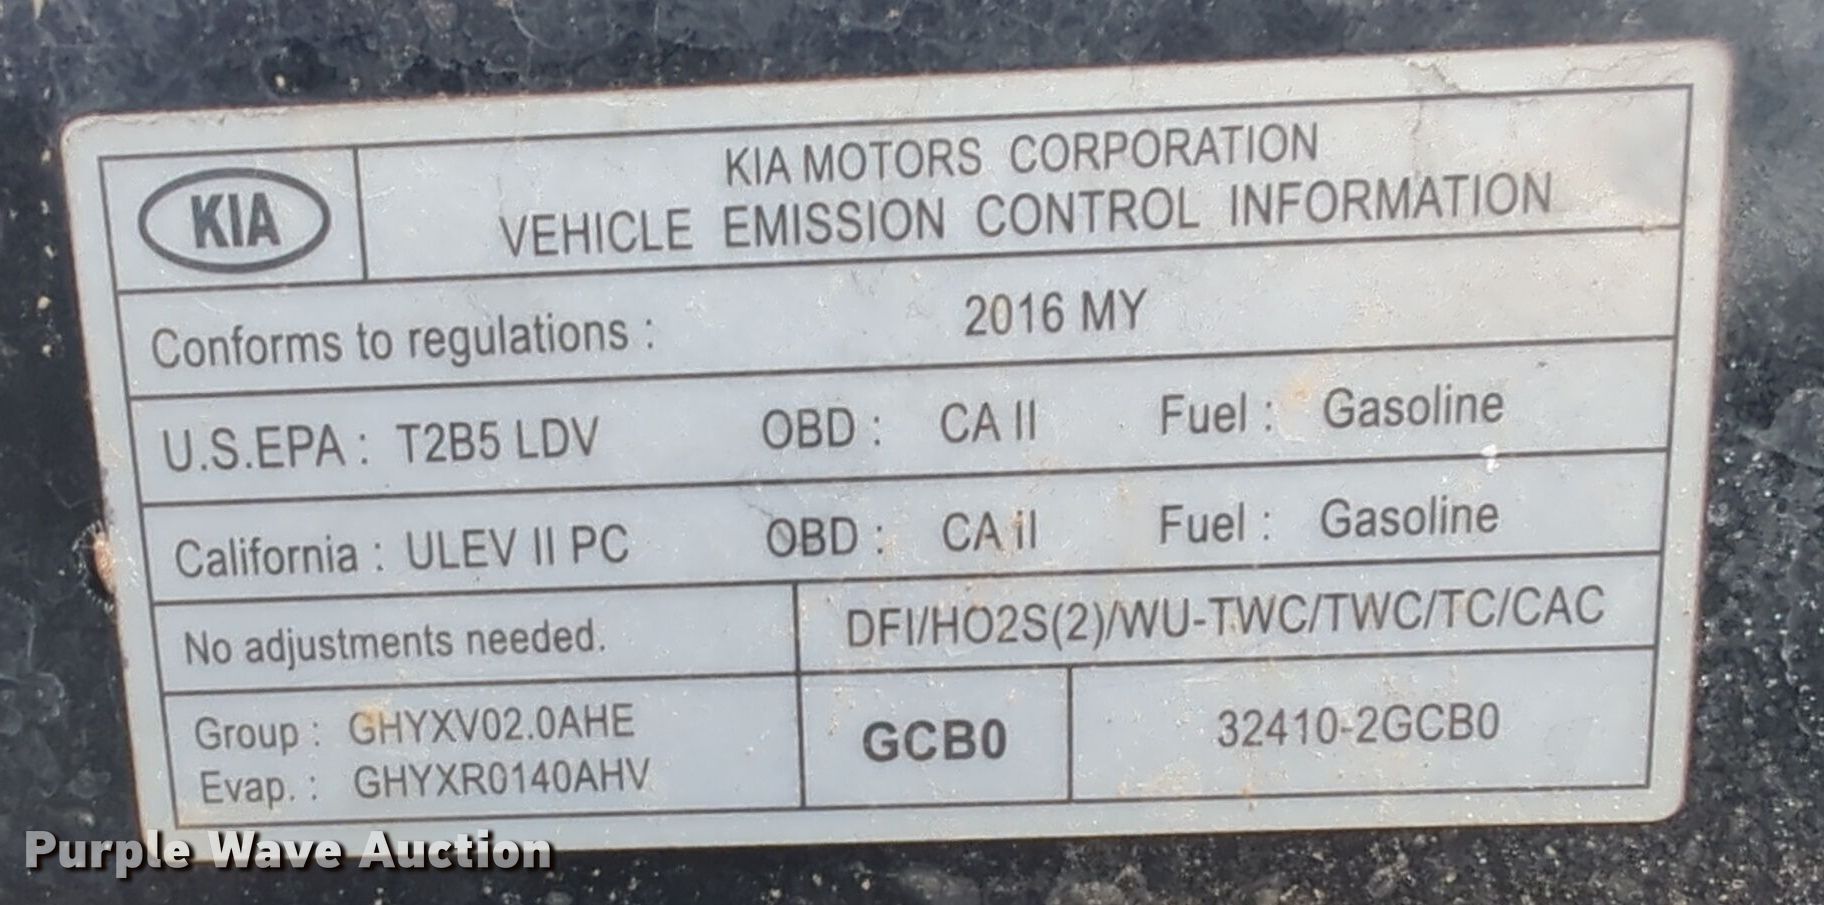 KIA
KIA MOTORS CORPORATION
VEHICLE EMISSION CONTROL INFORMATION
Conforms to regulations : 2016 MY
U.S.EPA : T2B5 LDV OBD : CA II Fuel : Gasoline
California : ULEV II PC OBD : CA II Fuel : Gasoline
No adjustments needed. DFI/HO2S(2)/WU-TWC/TWC/TC/CAC
Group : GHYXV02.0AHE
Evap. : GHYXR0140AHV
GCB0 32410-2GCB0
Purple Wave Auction